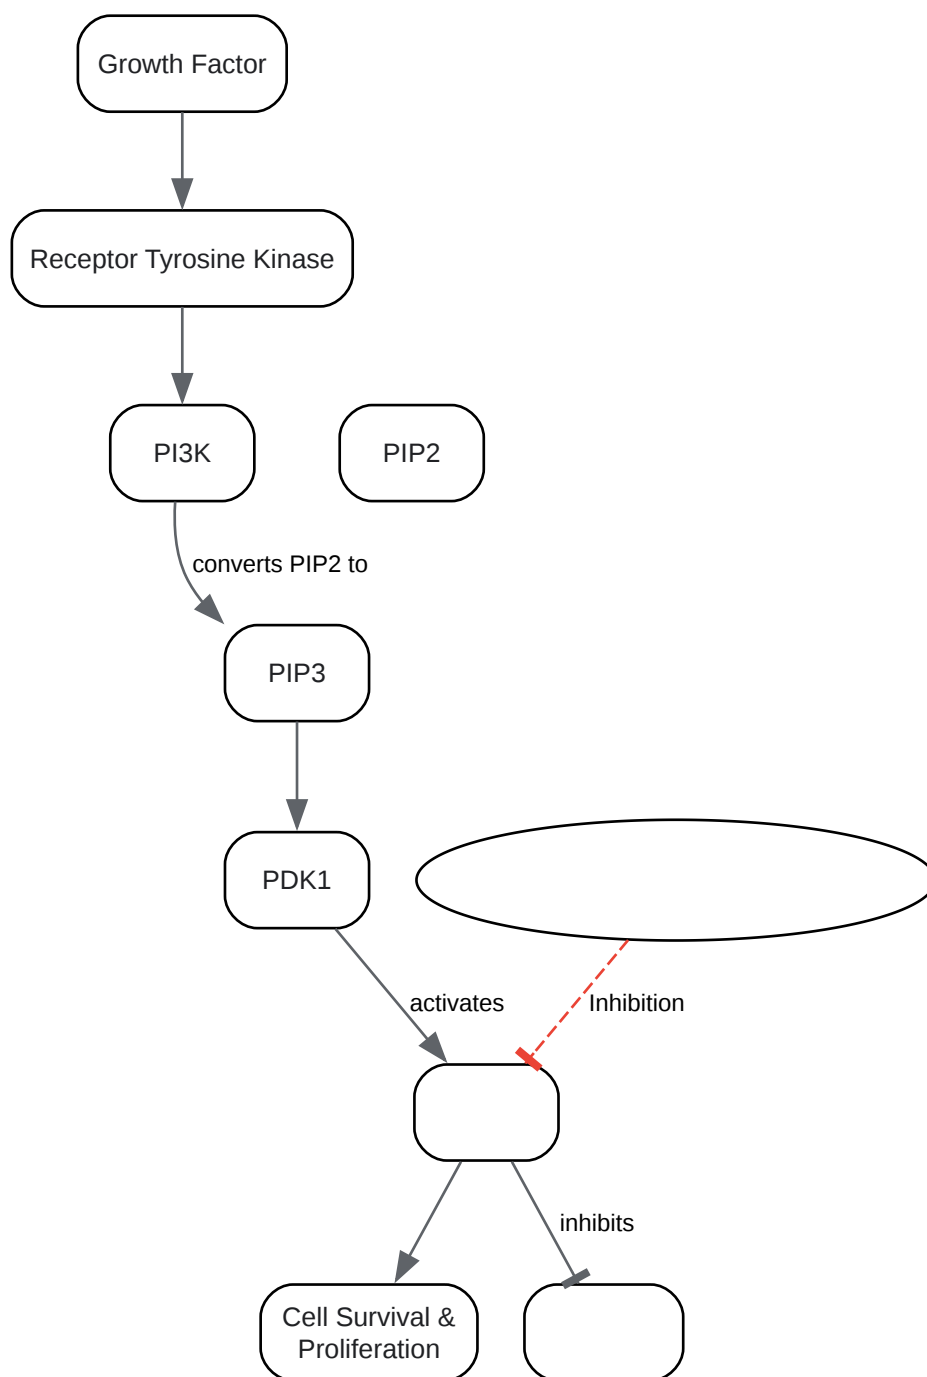 Growth Factor
Receptor Tyrosine Kinase
PI3K
PIP2
converts PIP2 to
PIP3
PDK1
activates
Inhibition
inhibits
Cell Survival &
Proliferation